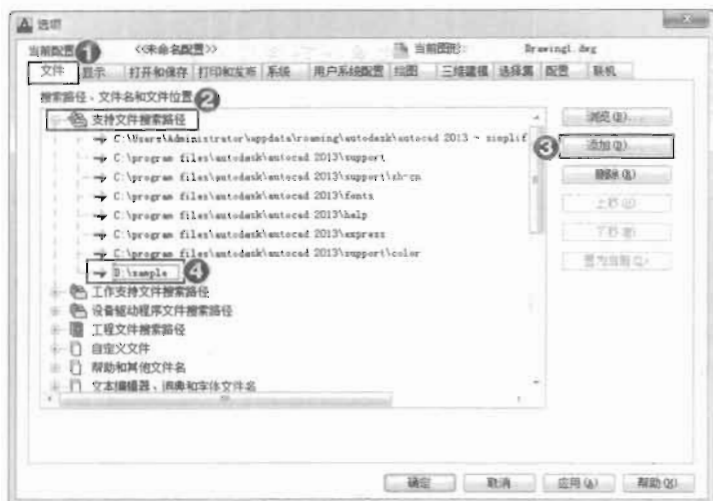 选项
当前配置 ① <<未命名配置>> 当前图形: Drawing1.dwg
文件 显示 打开和保存 打印和发布 系统 用户系统配置 绘图 三维建模 选择集 配置 联机
搜索路径、文件名和文件位置: ②
支持文件搜索路径 浏览(B)...
C:\Users\Administrator\appdata\roaming\autodesk\autocad 2013 - simplif ③ 添加(D)...
C:\program files\autodesk\autocad 2013\support
C:\program files\autodesk\autocad 2013\support\zh-cn 删除(R)
C:\program files\autodesk\autocad 2013\fonts 上移(U)
C:\program files\autodesk\autocad 2013\help
C:\program files\autodesk\autocad 2013\express 下移
C:\program files\autodesk\autocad 2013\support\color 置为当前(C)
D:\sample ④
工作支持文件搜索路径
设备驱动程序文件搜索路径
工程文件搜索路径
自定义文件
帮助和其他文件名
文本编辑器、词典和字体文件名
确定 取消 应用(A) 帮助(H)